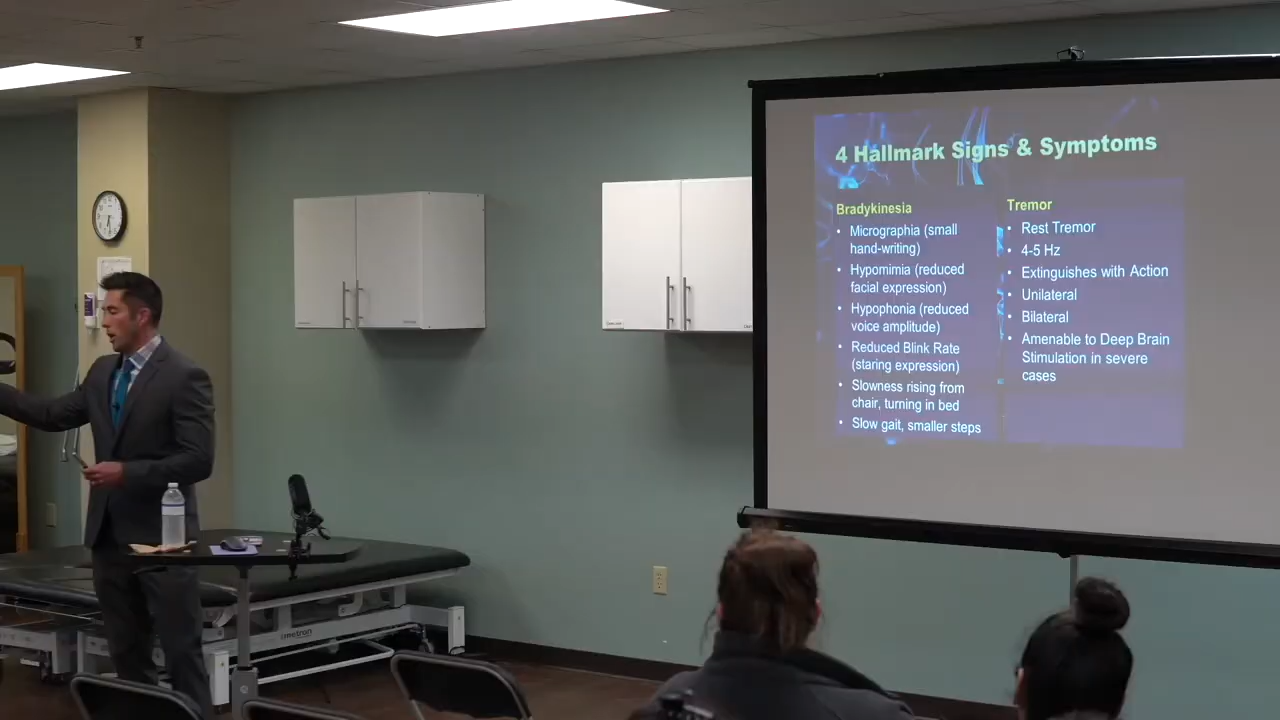 4 Hallmark Signs & Symptoms
Bradykinesia
• Micrographia (small
hand-writing)
• Hypomimia (reduced
facial expression)
• Hypophonia (reduced
voice amplitude)
• Reduced Blink Rate
(staring expression)
• Slowness rising from
chair, turning in bed
• Slow gait, smaller steps
Tremor
• Rest Tremor
• 4-5 Hz
• Extinguishes with Action
• Unilateral
• Bilateral
• Amenable to Deep Brain
Stimulation in severe
cases
metron